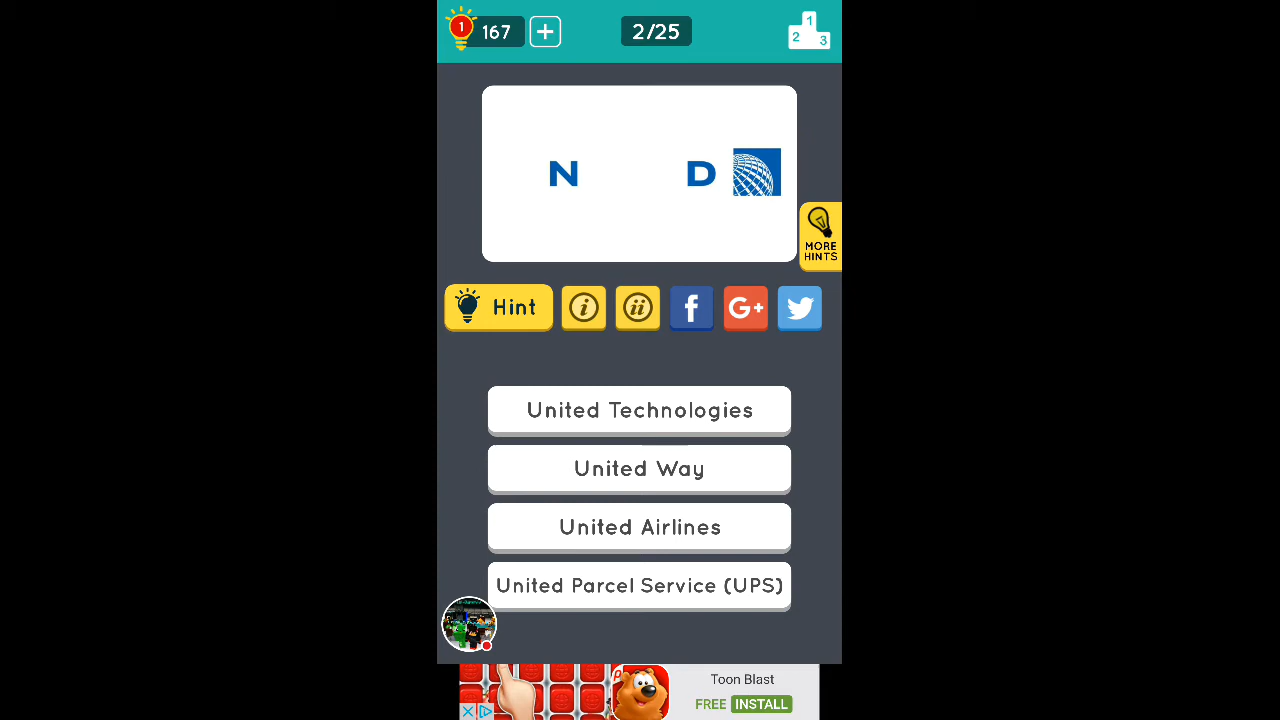 1 167 + 2/25 1 2 3
N D
MORE HINTS
Hint i ii f G+
United Technologies
United Way
United Airlines
United Parcel Service (UPS)
Toon Blast
FREE INSTALL